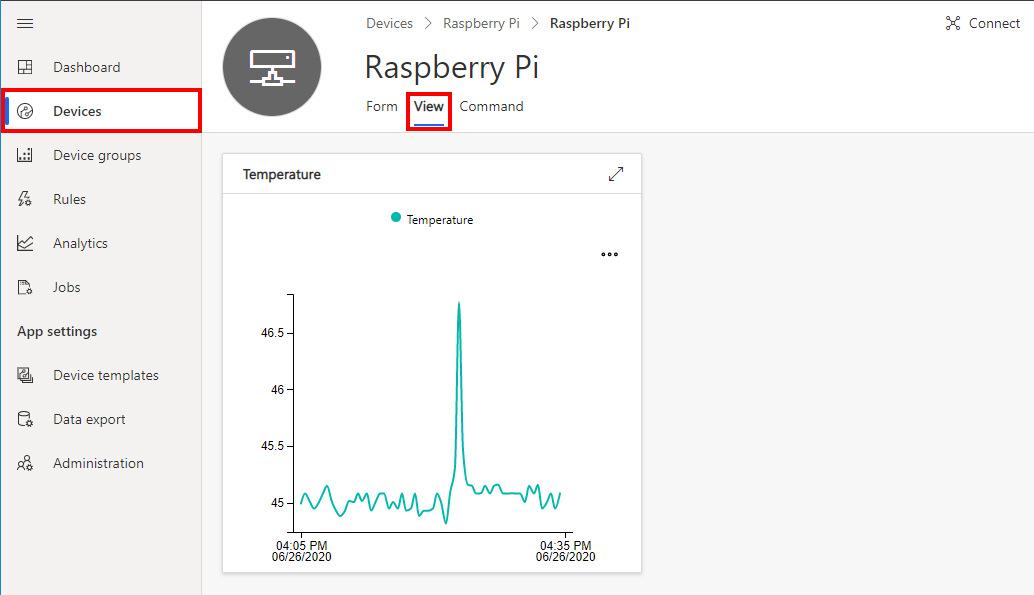 Devices > Raspberry Pi > Raspberry Pi
Connect
Raspberry Pi
Form View Command
Dashboard
Devices
Device groups
Rules
Analytics
Jobs
App settings
Device templates
Data export
Administration
Temperature
Temperature
46.5
46
45.5
45
04:05 PM
06/26/2020
04:35 PM
06/26/2020